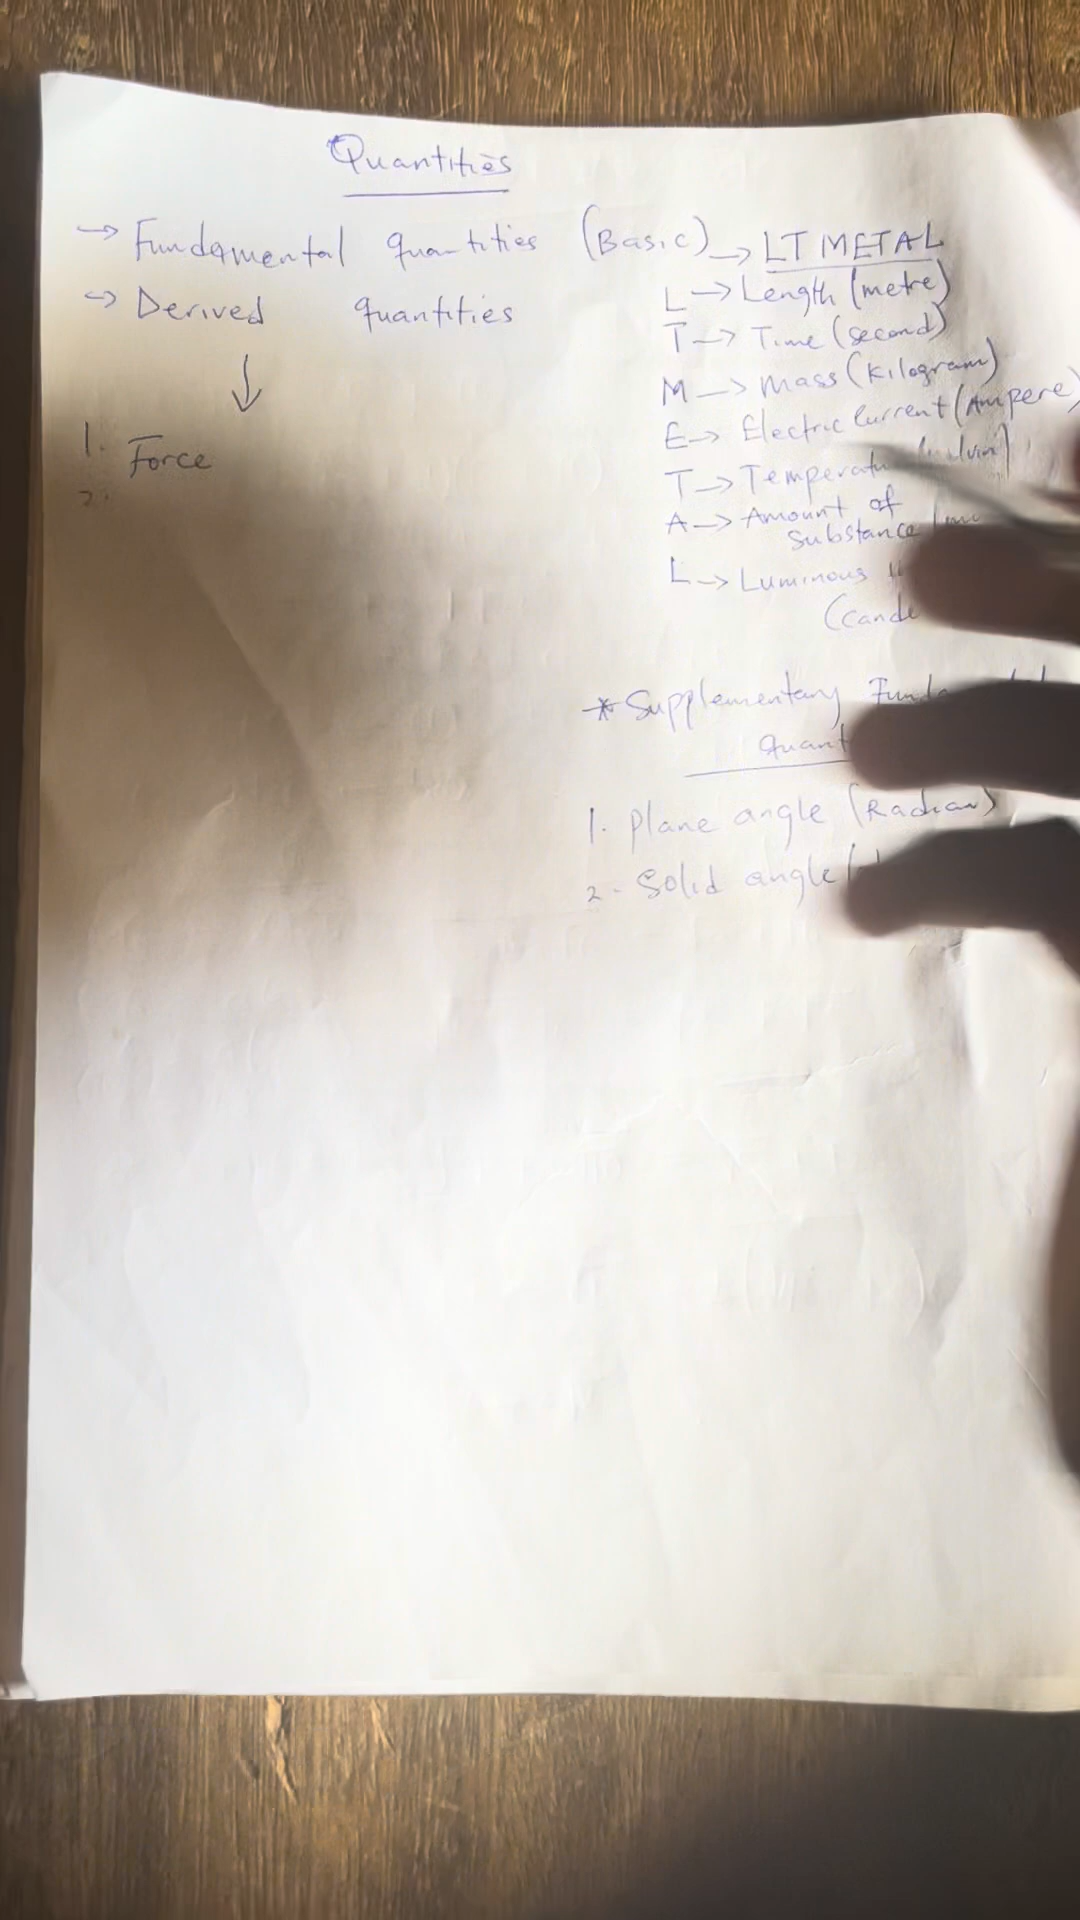 Quantities
→ Fundamental quantities (Basic) → LT METAL
→ Derived quantities
L → Length (metre)
T → Time (second)
M → Mass (Kilogram)
E → Electric Current (Ampere)
T → 
A → Amount of
Substance
L → Luminous
1. Force
2.
* Supplementary
1. Plane angle (Radian)
2. Solid angle